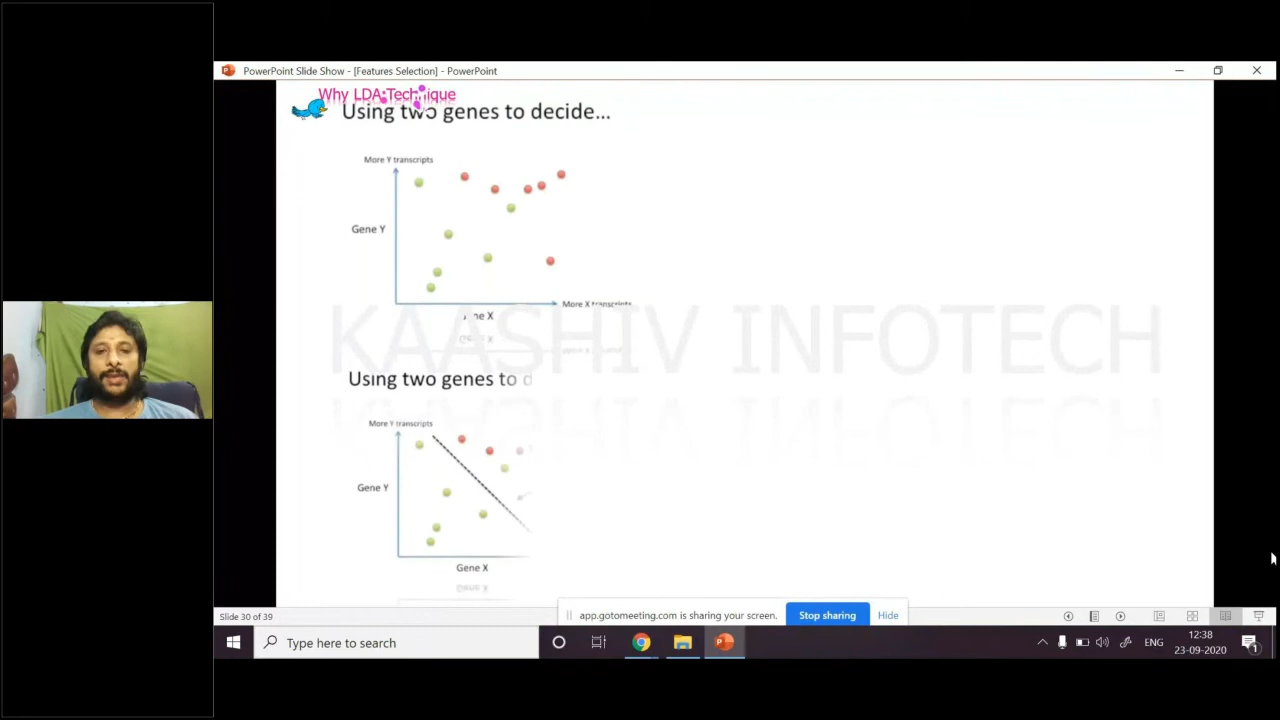 PowerPoint Slide Show - [Features Selection] - PowerPoint
Why LDA Technique
Using two genes to decide...
More Y transcripts
Gene Y
More X transcripts
Gene X
KAASHIV INFOTECH
Using two genes to d
More Y transcripts
Gene Y
Gene X
Slide 30 of 39
app.gotomeeting.com is sharing your screen.
Stop sharing
Hide
Type here to search
ENG
12:38
23-09-2020
1